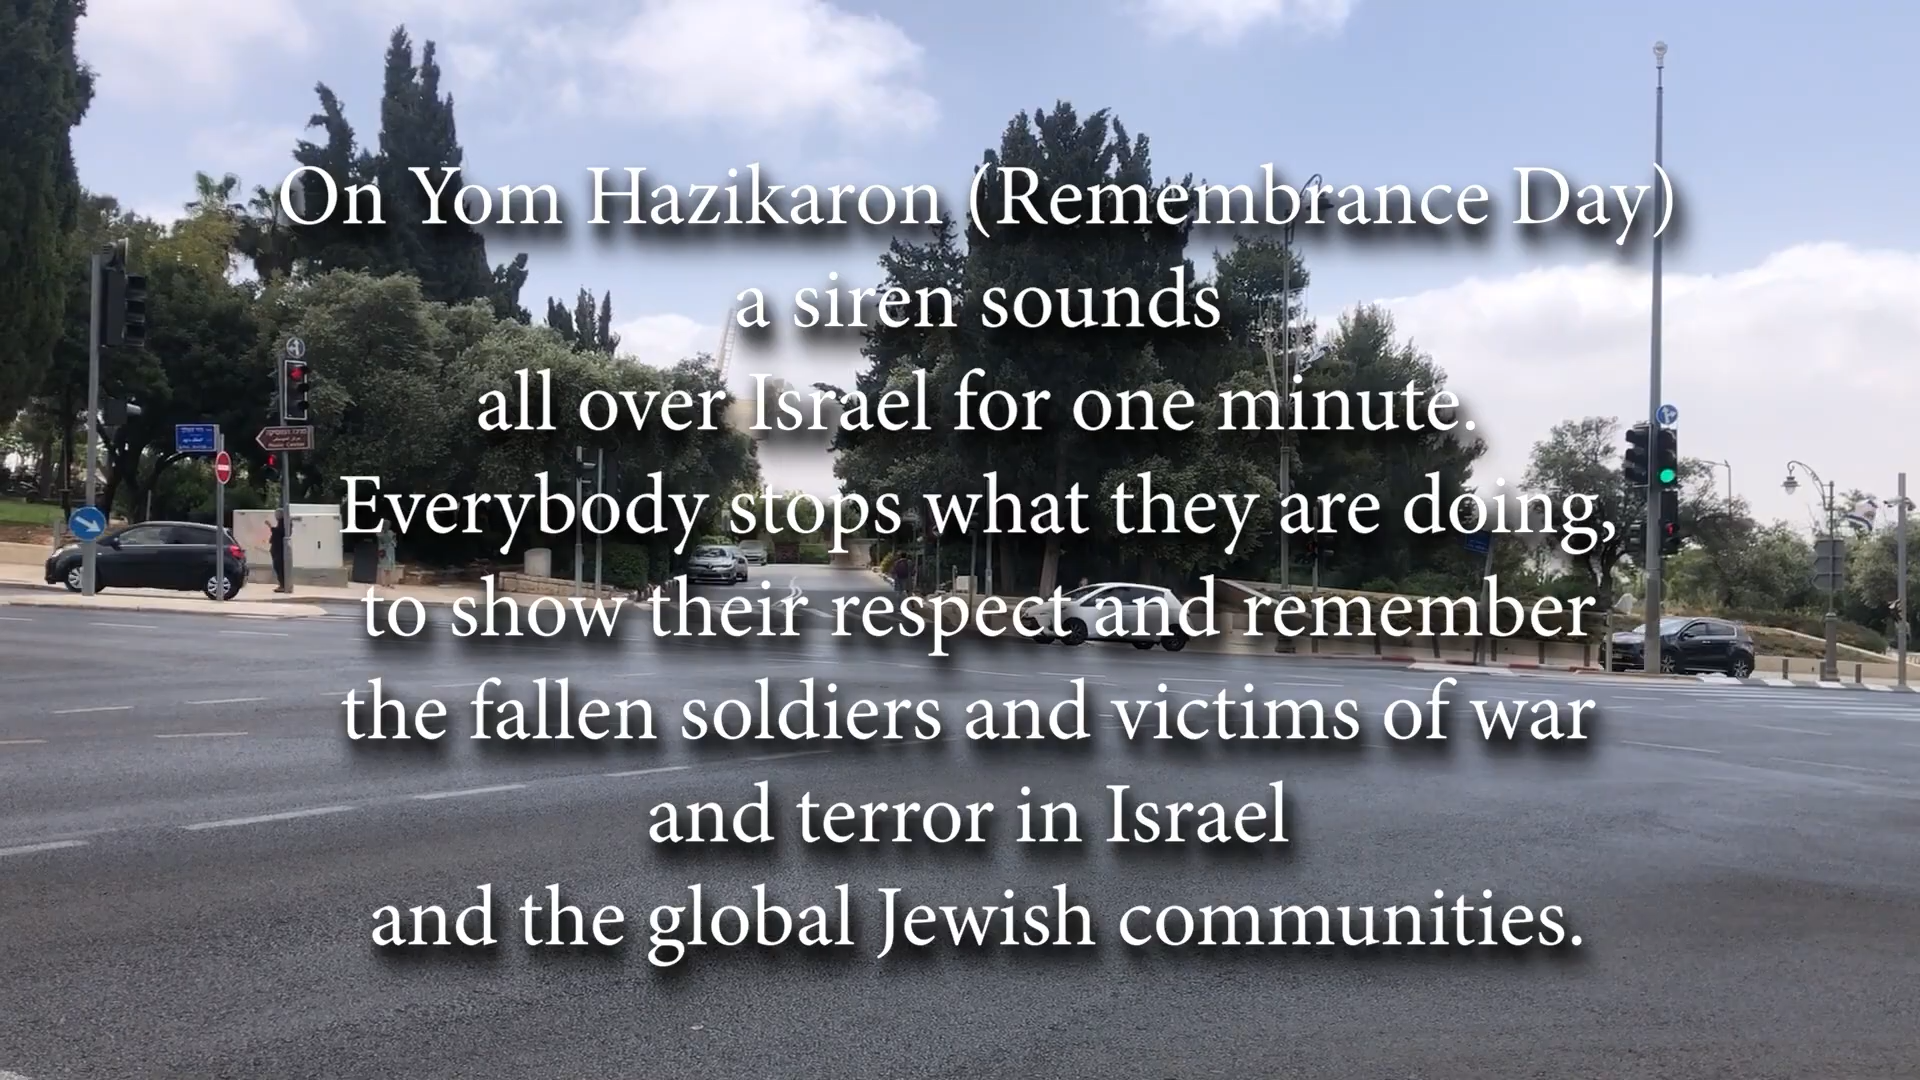 On Yom Hazikaron (Remembrance Day)
a siren sounds
all over Israel for one minute.
Everybody stops what they are doing,
to show their respect and remember
the fallen soldiers and victims of war
and terror in Israel
and the global Jewish communities.